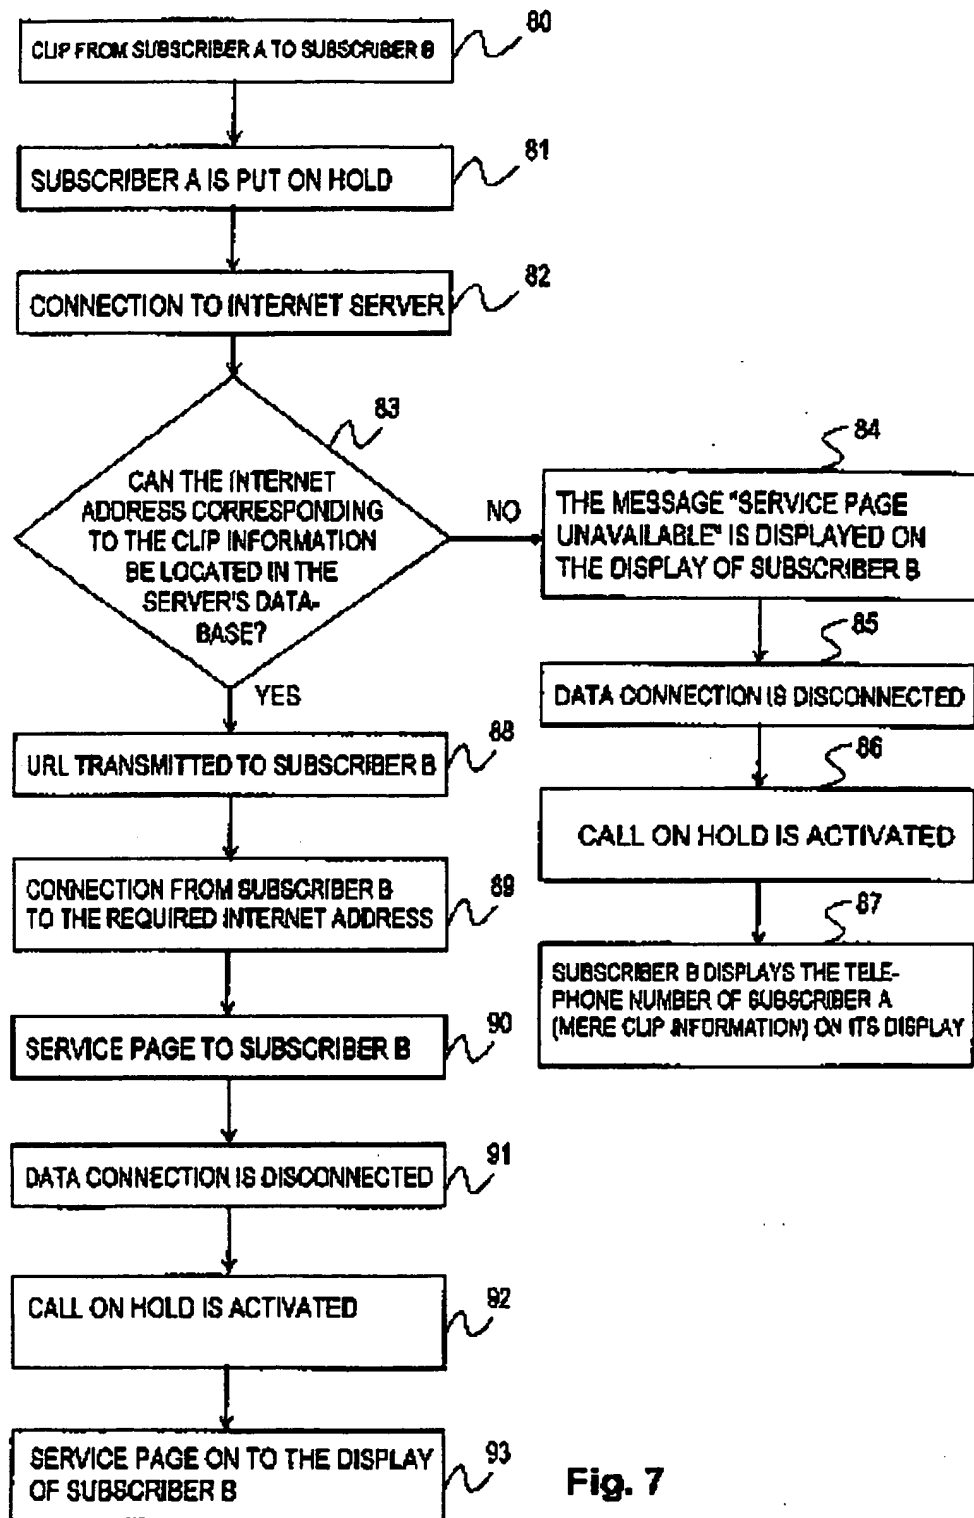 80
CLIP FROM SUBSCRIBER A TO SUBSCRIBER B
81
SUBSCRIBER A IS PUT ON HOLD
82
CONNECTION TO INTERNET SERVER
83
CAN THE INTERNET
ADDRESS CORRESPONDING
TO THE CLIP INFORMATION
BE LOCATED IN THE
SERVER'S DATA-
BASE?
NO
84
THE MESSAGE "SERVICE PAGE
UNAVAILABLE" IS DISPLAYED ON
THE DISPLAY OF SUBSCRIBER B
85
DATA CONNECTION IS DISCONNECTED
86
CALL ON HOLD IS ACTIVATED
87
SUBSCRIBER B DISPLAYS THE TELE-
PHONE NUMBER OF SUBSCRIBER A
(MERE CLIP INFORMATION) ON ITS DISPLAY
YES
88
URL TRANSMITTED TO SUBSCRIBER B
89
CONNECTION FROM SUBSCRIBER B
TO THE REQUIRED INTERNET ADDRESS
90
SERVICE PAGE TO SUBSCRIBER B
91
DATA CONNECTION IS DISCONNECTED
92
CALL ON HOLD IS ACTIVATED
93
SERVICE PAGE ON TO THE DISPLAY
OF SUBSCRIBER B
Fig. 7